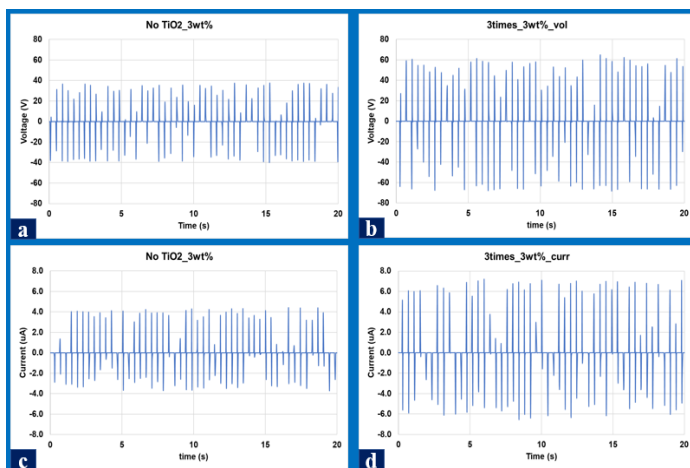 No TiO2_3wt%
80
60
40
20
0
-20
-40
-60
-80
Voltage (V)
0 5 10 15 20
Time (s)
a
3times_3wt%_vol
80
60
40
20
0
-20
-40
-60
-80
Voltage (V)
0 5 10 15 20
time (s)
b
No TiO2_3wt%
8.0
6.0
4.0
2.0
0.0
-2.0
-4.0
-6.0
-8.0
Current (uA)
0 5 10 15 20
time (s)
c
3times_3wt%_curr
8.0
6.0
4.0
2.0
0.0
-2.0
-4.0
-6.0
-8.0
Current (uA)
0 5 10 15 20
time (s)
d